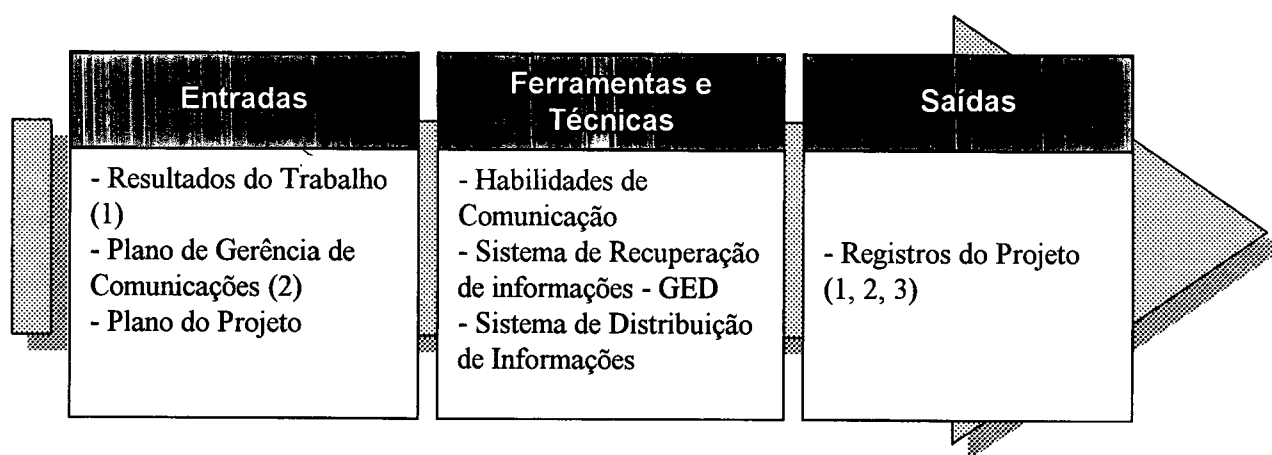 Entradas
- Resultados do Trabalho
(1)
- Plano de Gerência de
Comunicações (2)
- Plano do Projeto
Ferramentas e
Técnicas
- Habilidades de
Comunicação
- Sistema de Recuperação
de informações - GED
- Sistema de Distribuição
de Informações
Saídas
- Registros do Projeto
(1, 2, 3)